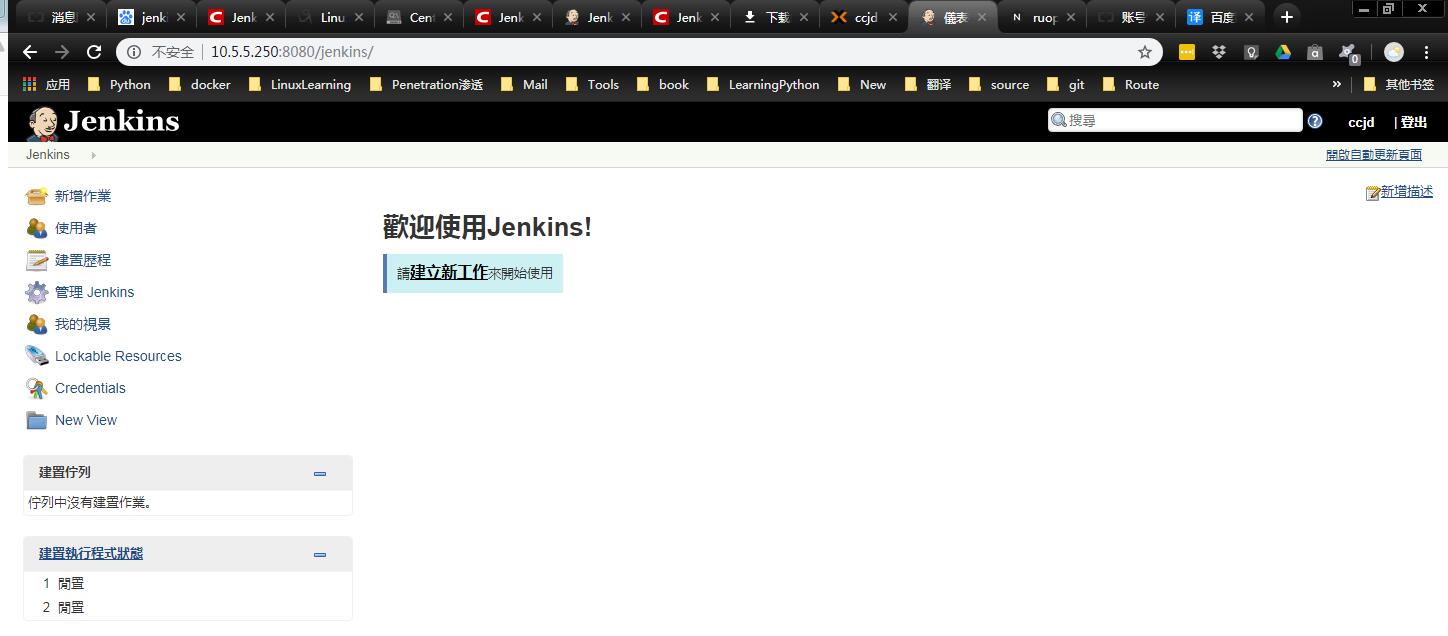 消息 jenk Jenk Linu Cent Jenk Jenk Jenk 下载 ccjd 儀表 ruop 账号 百度
不安全 10.5.5.250:8080/jenkins/
应用 Python docker LinuxLearning Penetration渗透 Mail Tools book LearningPython New 翻译 source git Route » 其他书签
Jenkins 搜尋 ccjd | 登出
Jenkins 開啟自動更新頁面
新增作業
新增描述
使用者
歡迎使用Jenkins!
建置歷程
請建立新工作來開始使用
管理 Jenkins
我的視景
Lockable Resources
Credentials
New View
建置佇列
佇列中沒有建置作業。
建置執行程式狀態
1 閒置
2 閒置